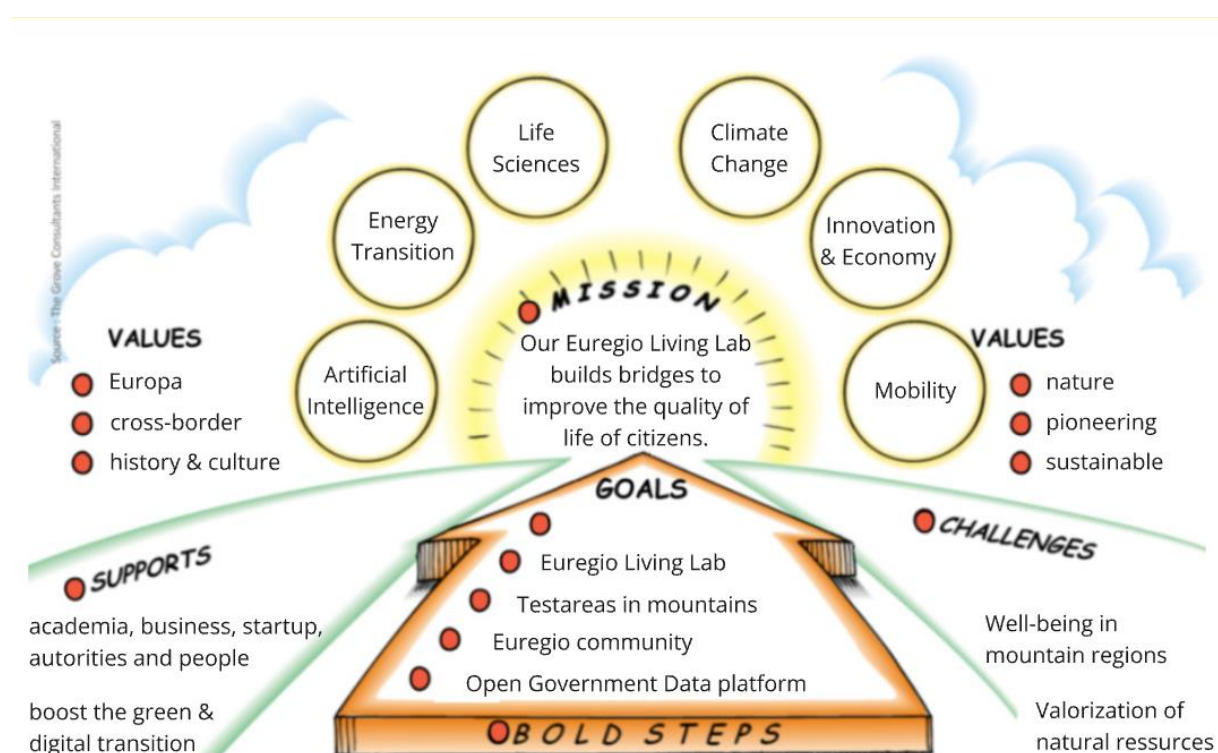 Source : The Grove Consultants International
Life
Sciences
Climate
Change
Energy
Transition
Innovation
& Economy
Artificial
Intelligence
Mobility
MISSION
Our Euregio Living Lab
builds bridges to
improve the quality of
life of citizens.
VALUES
Europa
cross-border
history & culture
VALUES
nature
pioneering
sustainable
GOALS
Euregio Living Lab
Testareas in mountains
Euregio community
Open Government Data platform
SUPPORTS
academia, business, startup,
autorities and people
boost the green &
digital transition
CHALLENGES
Well-being in
mountain regions
Valorization of
natural ressurces
BOLD STEPS